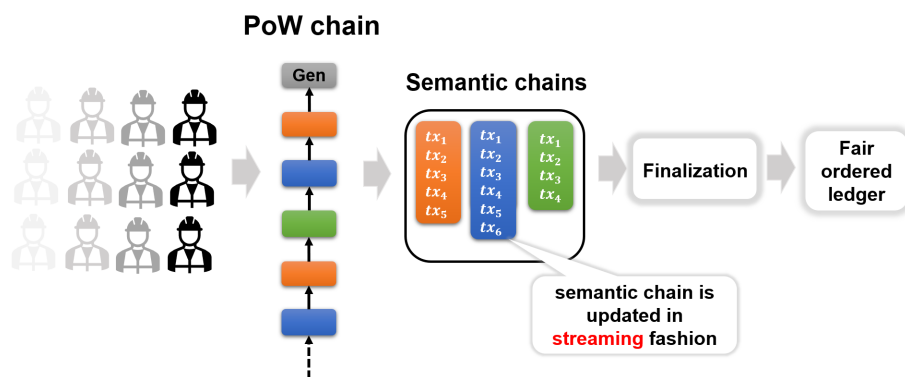 PoW chain
Gen
Semantic chains
tx₁
tx₂
tx₃
tx₄
tx₅
tx₁
tx₂
tx₃
tx₄
tx₅
tx₆
tx₁
tx₂
tx₃
tx₄
Finalization
Fair
ordered
ledger
semantic chain is
updated in
streaming fashion